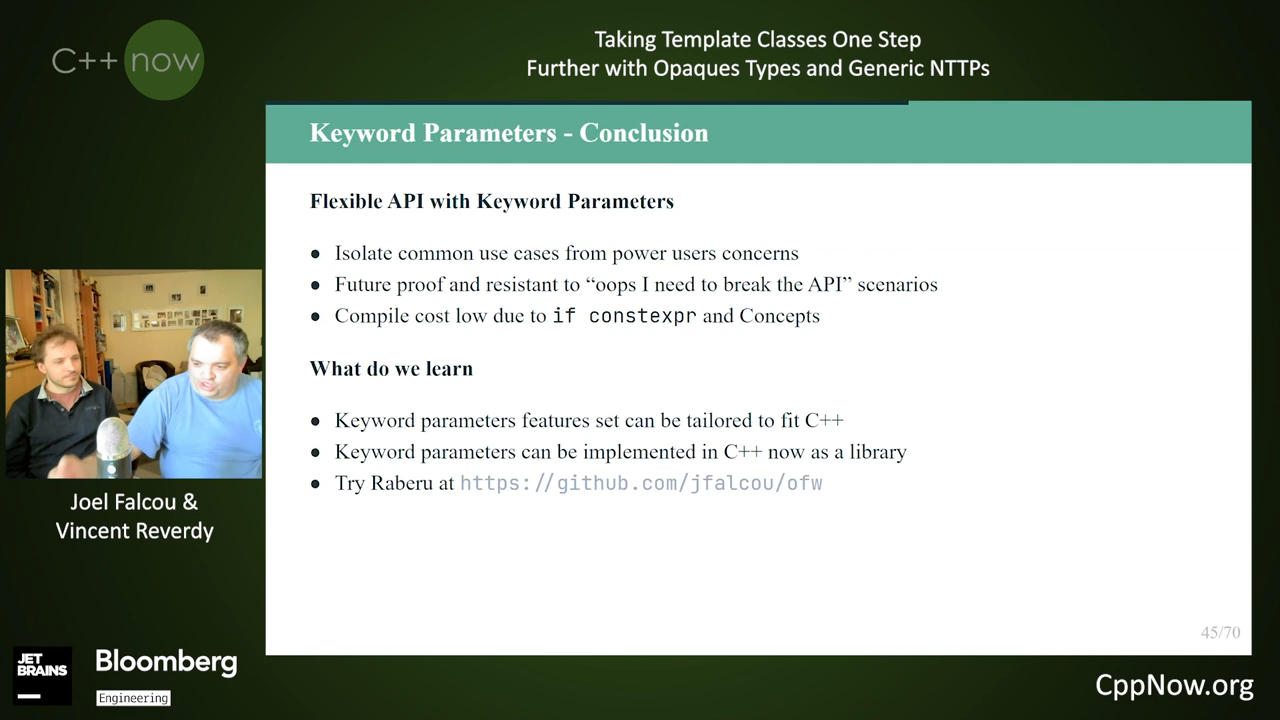 C++ now
Taking Template Classes One Step
Further with Opaques Types and Generic NTTPs
Keyword Parameters - Conclusion
Flexible API with Keyword Parameters
● Isolate common use cases from power users concerns
● Future proof and resistant to “oops I need to break the API” scenarios
● Compile cost low due to if constexpr and Concepts
What do we learn
● Keyword parameters features set can be tailored to fit C++
● Keyword parameters can be implemented in C++ now as a library
● Try Raberu at https://github.com/jfalcou/ofw
45/70
Joel Falcou &
Vincent Reverdy
JET
BRAINS
Bloomberg
Engineering
CppNow.org